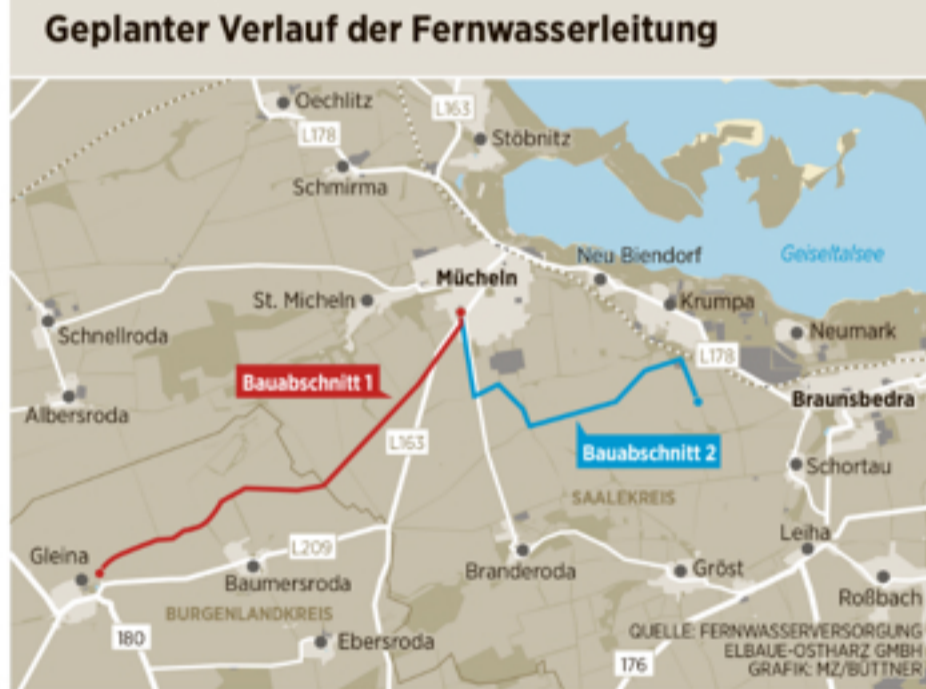 Geplanter Verlauf der Fernwasserleitung
Oechlitz
L163
L178
Stöbnitz
Schmirma
Neu Biendorf
Geiseltalsee
Mücheln
St. Micheln
Krumpa
Schnellroda
Neumark
L178
Bauabschnitt 1
Albersroda
Braunsbedra
L163
Bauabschnitt 2
Schortau
SAALEKREIS
Leiha
Gleina
L209
Baumersroda
Branderoda
Gröst
Roßbach
BURGENLANDKREIS
180
Ebersroda
176
QUELLE: FERNWASSERVERSORGUNG
ELBAUE-OSTHARZ GMBH
GRAFIK: MZ/BÜTTNER